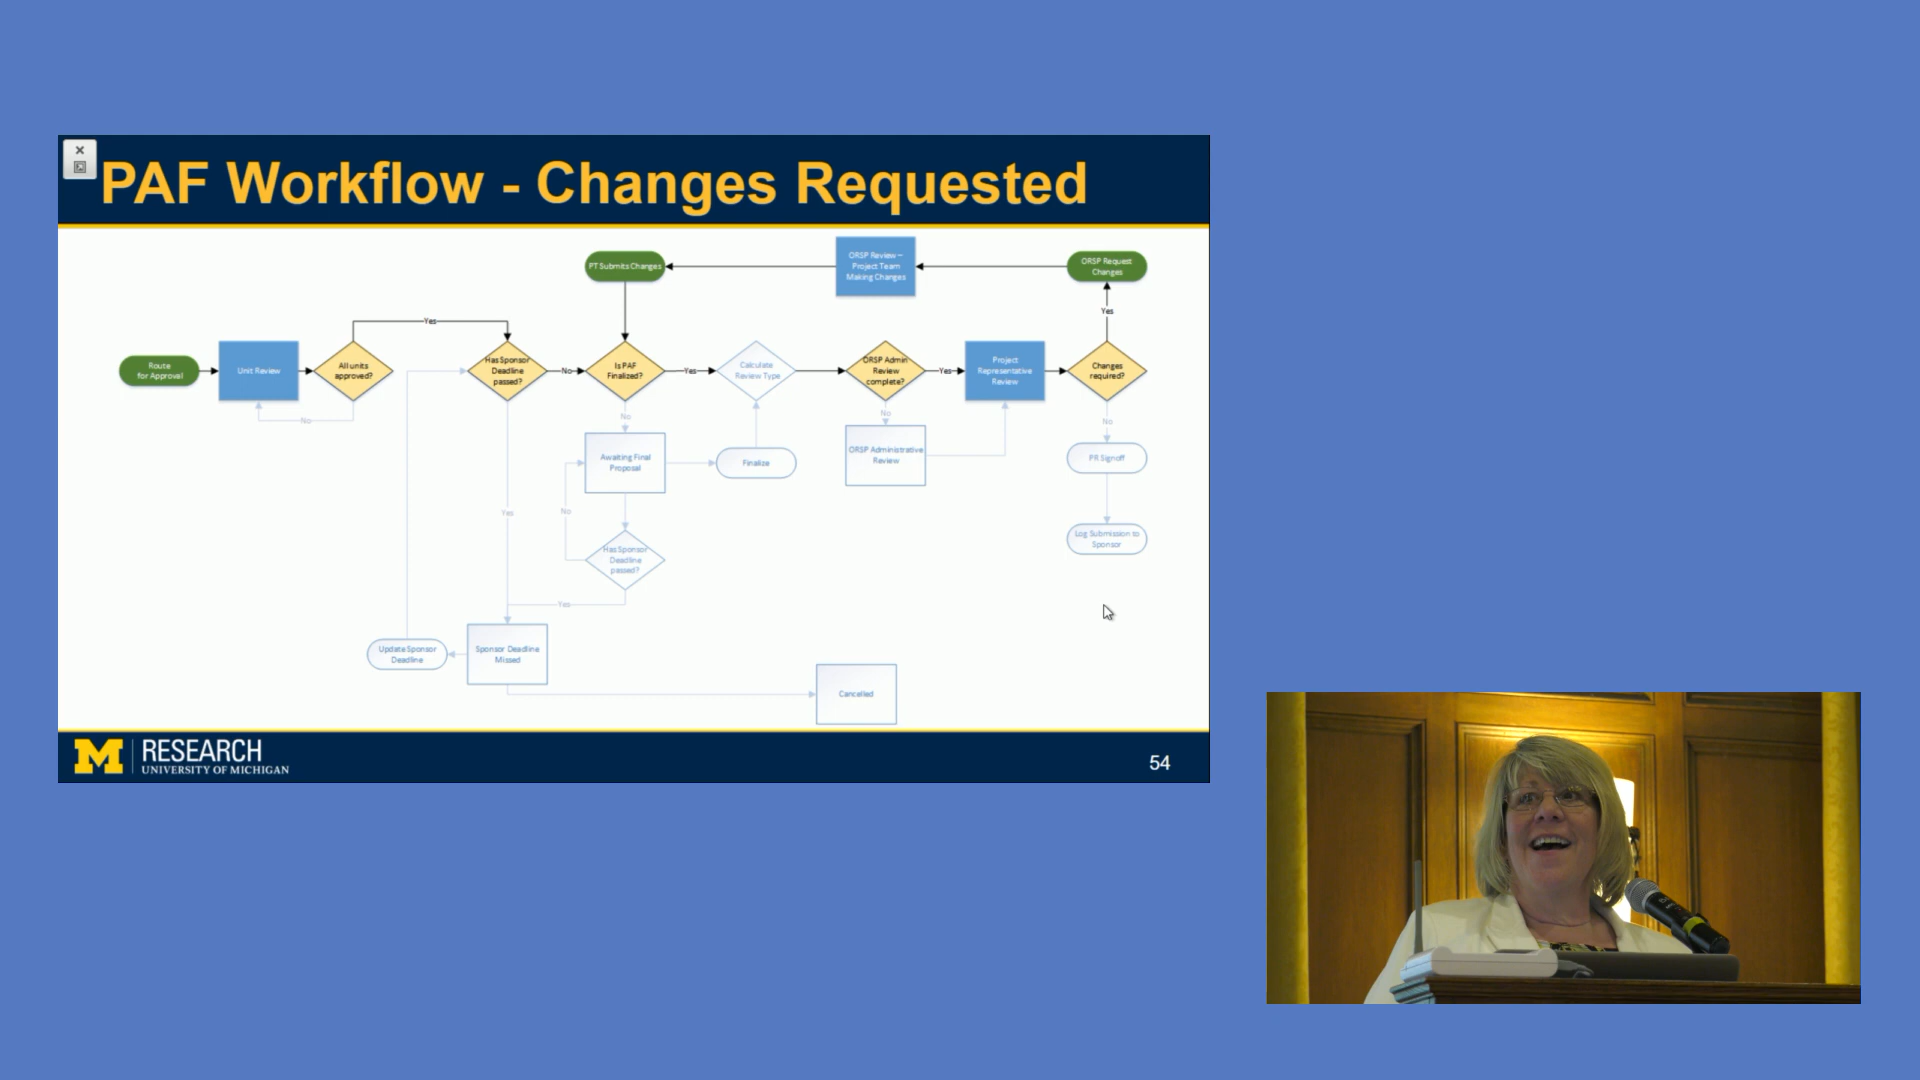 PAF Workflow - Changes Requested
PT Submits Changes
ORSP Review –
Project Team
Making Changes
ORSP Request
Changes
Yes
Yes
Route
for Approval
Unit Review
All units
approved?
Has Sponsor
Deadline
passed?
No
Is PAF
Finalized?
Yes
Calculate
Review Type
ORSP Admin
Review
complete?
Yes
Project
Representative
Review
Changes
required?
No
No
No
No
Awaiting Final
Proposal
Finalize
ORSP Administrative
Review
PR Signoff
Yes
No
Has Sponsor
Deadline
passed?
Log Submission to
Sponsor
Yes
Update Sponsor
Deadline
Sponsor Deadline
Missed
Cancelled
M
RESEARCH
UNIVERSITY OF MICHIGAN
54